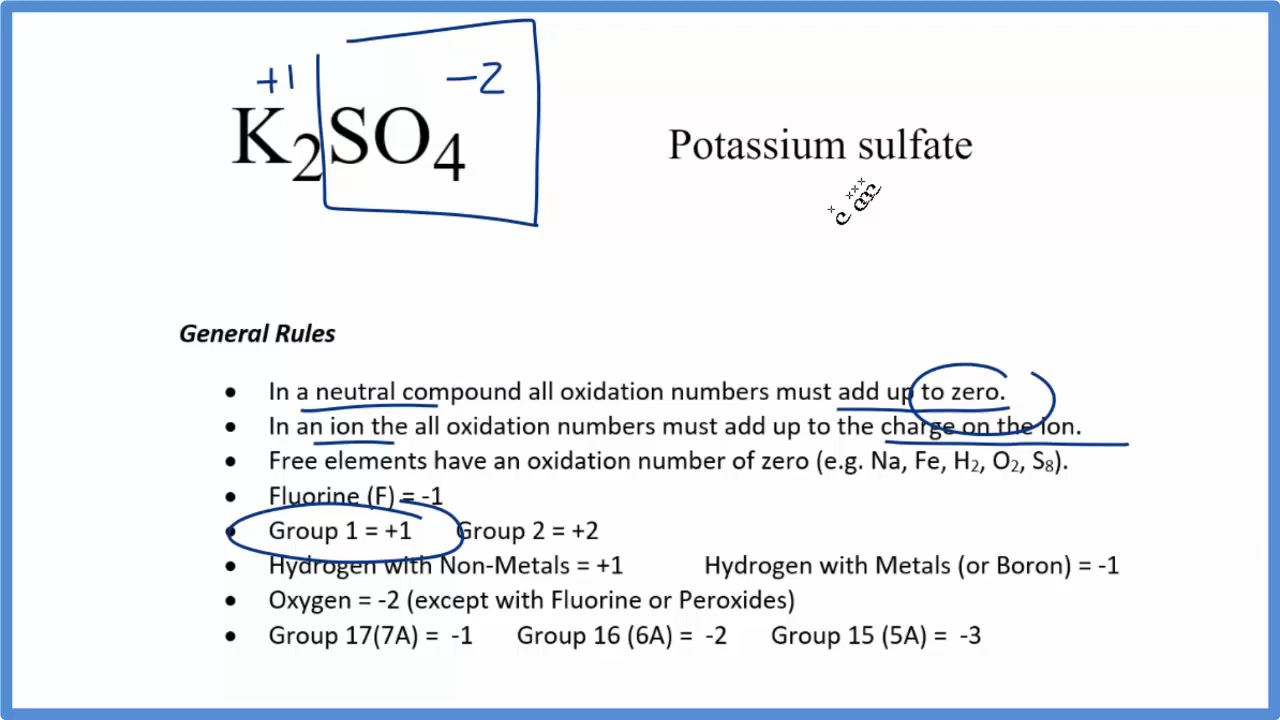 +1 −2
K₂SO₄ Potassium sulfate
General Rules
• In a neutral compound all oxidation numbers must add up to zero.
• In an ion the all oxidation numbers must add up to the charge on the ion.
• Free elements have an oxidation number of zero (e.g. Na, Fe, H₂, O₂, S₈).
• Fluorine (F) = -1
• Group 1 = +1 Group 2 = +2
• Hydrogen with Non-Metals = +1 Hydrogen with Metals (or Boron) = -1
• Oxygen = -2 (except with Fluorine or Peroxides)
• Group 17(7A) = -1 Group 16 (6A) = -2 Group 15 (5A) = -3